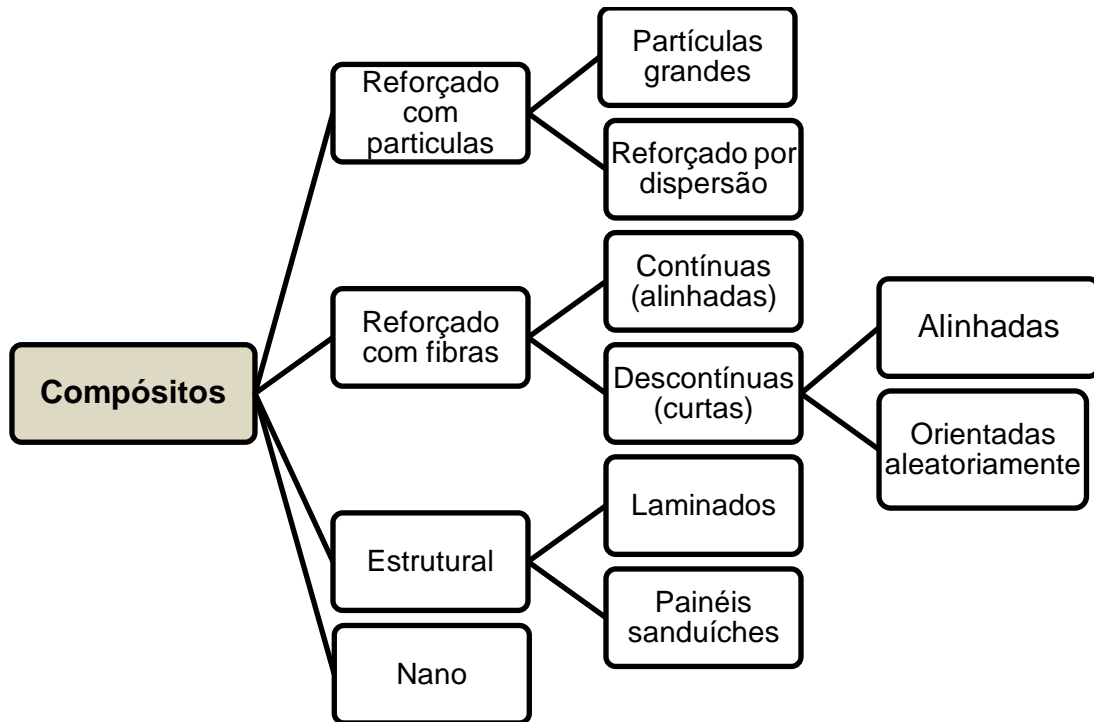 Compósitos
Reforçado
com
particulas
Partículas
grandes
Reforçado por
dispersão
Reforçado
com fibras
Contínuas
(alinhadas)
Descontínuas
(curtas)
Alinhadas
Orientadas
aleatoriamente
Estrutural
Laminados
Painéis
sanduíches
Nano